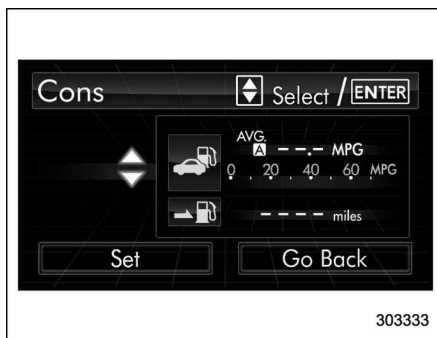 Cons Select / ENTER
AVG.
A --.- MPG
0 . 20 . 40 . 60 MPG
---- miles
Set Go Back
303333